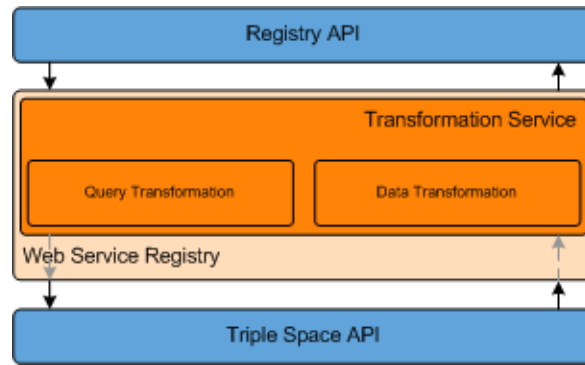 Registry API
Transformation Service
Query Transformation
Data Transformation
Web Service Registry
Triple Space API